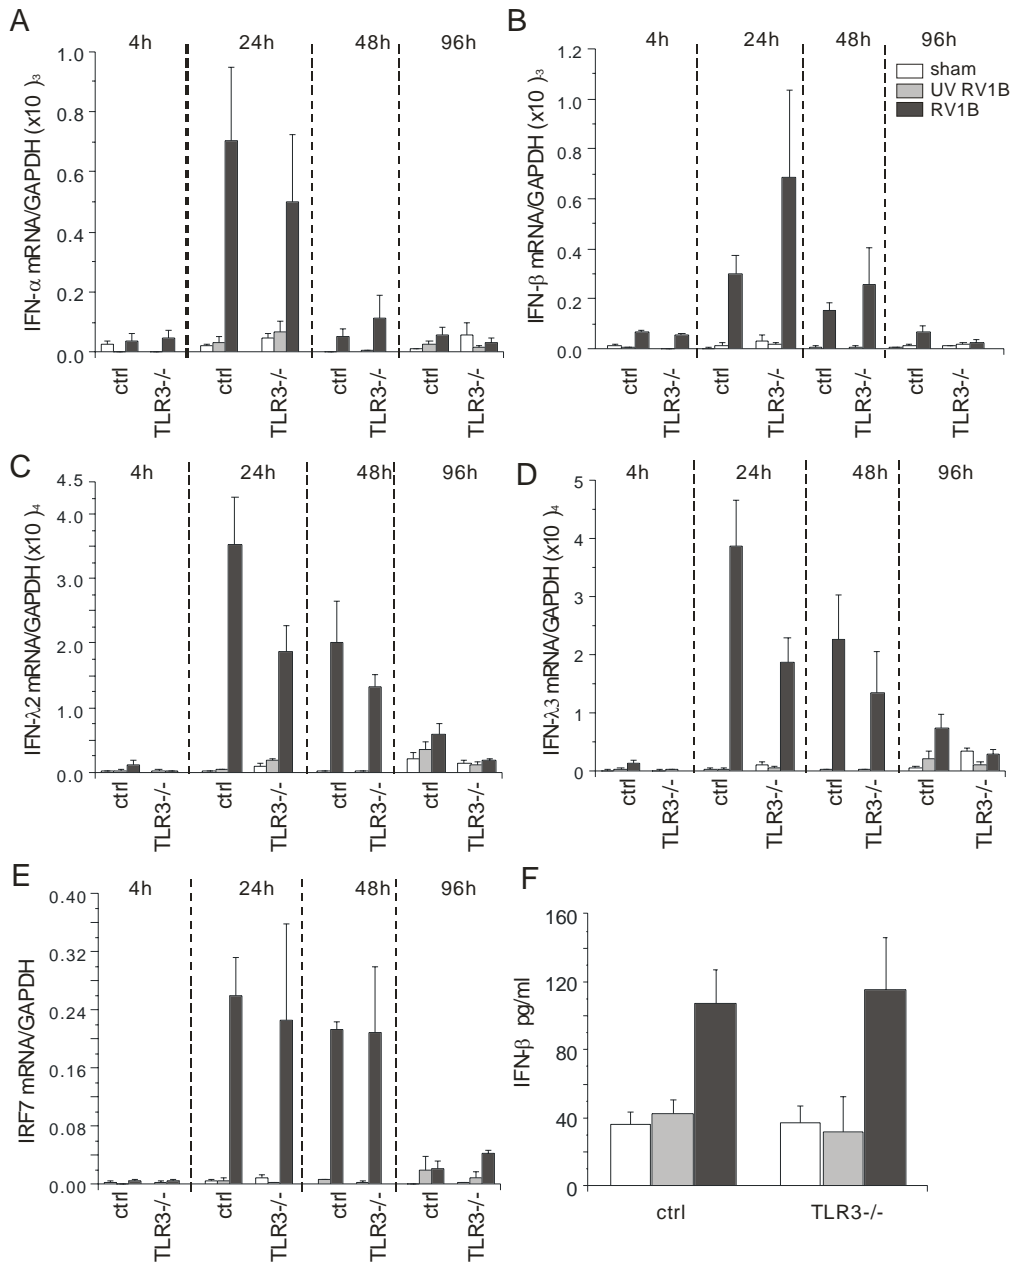 A
4h
24h
48h
96h
IFN-α mRNA/GAPDH (x10 )-3
1.0
0.8
0.6
0.4
0.2
0.0
ctrl
TLR3-/-
ctrl
TLR3-/-
ctrl
TLR3-/-
ctrl
TLR3-/-
B
4h
24h
48h
96h
sham
UV RV1B
RV1B
IFN-β mRNA/GAPDH (x10 )-3
1.2
1.0
0.8
0.6
0.4
0.2
0.0
ctrl
TLR3-/-
ctrl
TLR3-/-
ctrl
TLR3-/-
ctrl
TLR3-/-
C
4h
24h
48h
96h
IFN-λ2 mRNA/GAPDH (x10 )4
4.5
4.0
3.0
2.0
1.0
0.0
ctrl
TLR3-/-
ctrl
TLR3-/-
ctrl
TLR3-/-
ctrl
TLR3-/-
D
4h
24h
48h
96h
IFN-λ3 mRNA/GAPDH (x10 )4
5
4
3
2
1
0
ctrl
TLR3-/-
ctrl
TLR3-/-
ctrl
TLR3-/-
ctrl
TLR3-/-
E
4h
24h
48h
96h
IRF7 mRNA/GAPDH
0.40
0.32
0.24
0.16
0.08
0.00
ctrl
TLR3-/-
ctrl
TLR3-/-
ctrl
TLR3-/-
ctrl
TLR3-/-
F
IFN-β pg/ml
160
120
80
40
0
ctrl
TLR3-/-